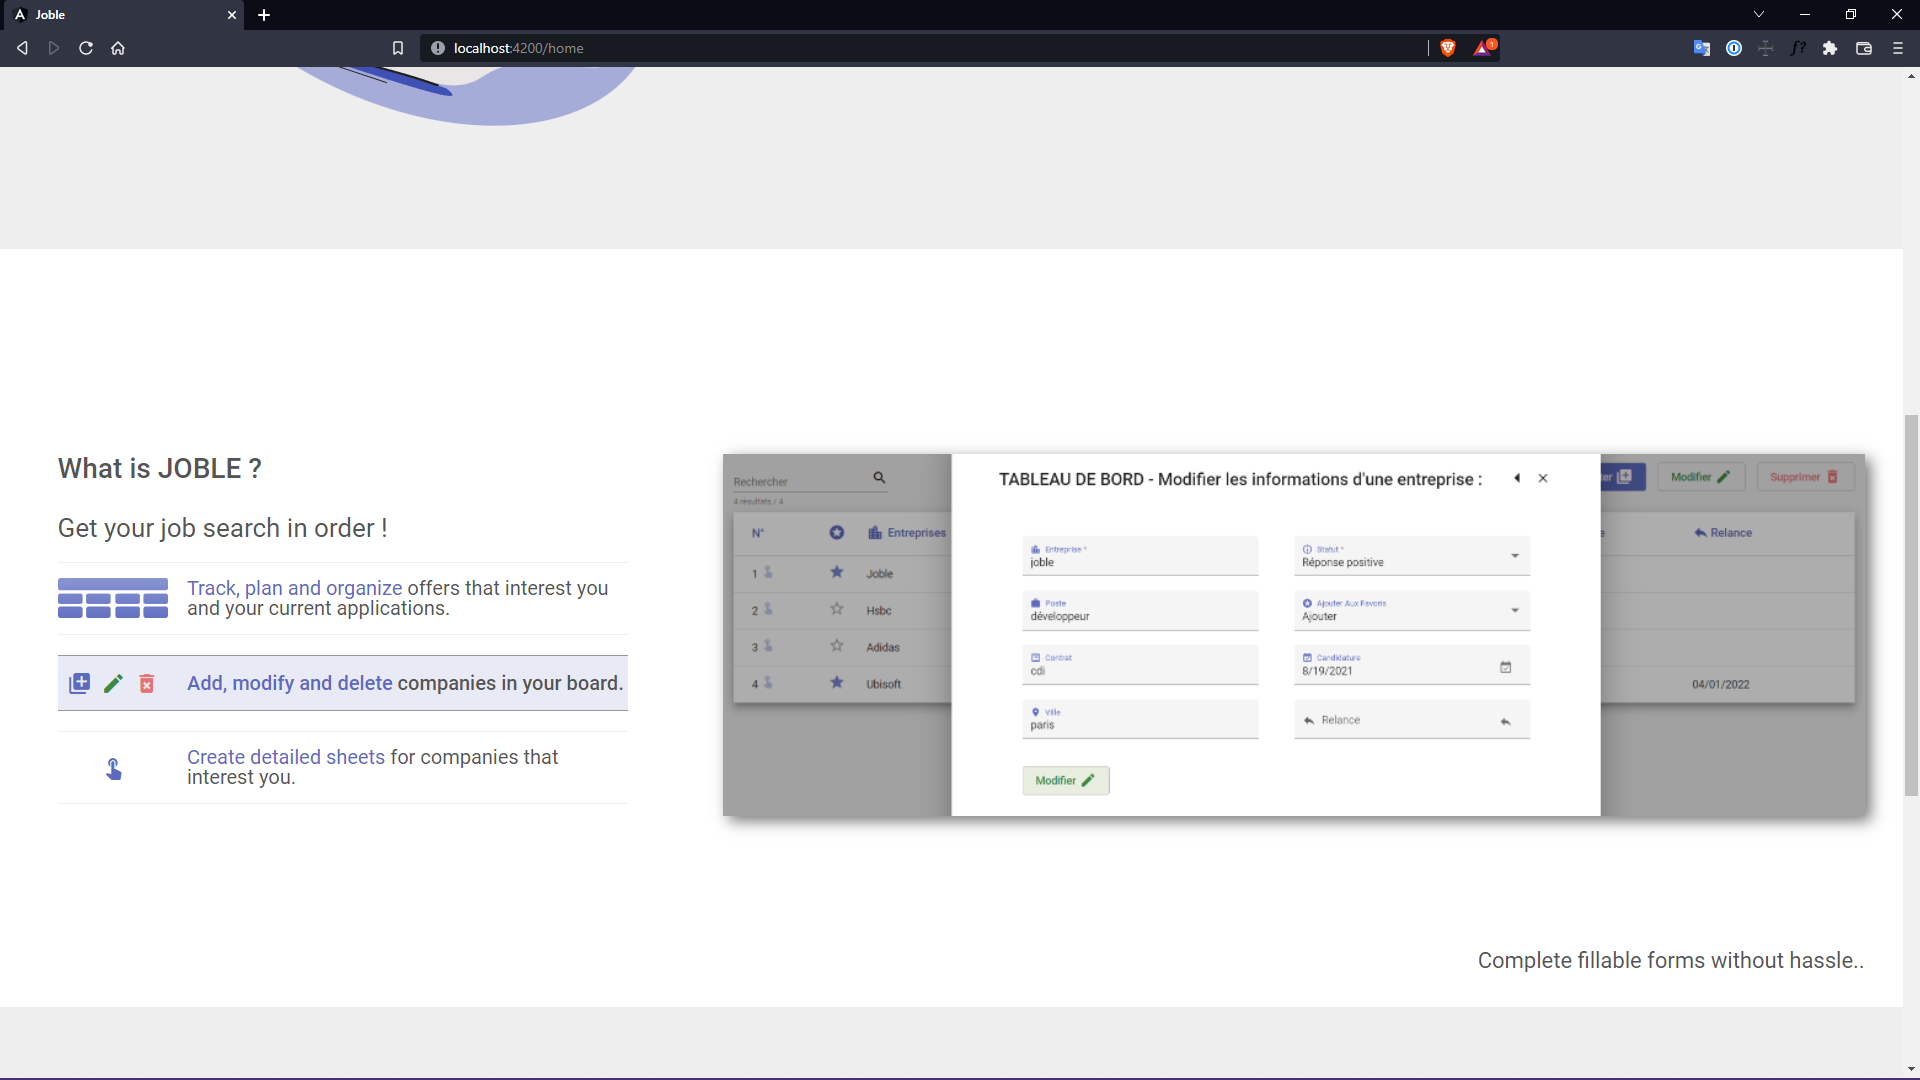 Joble
localhost:4200/home
1
What is JOBLE ?
Get your job search in order !
Track, plan and organize offers that interest you
and your current applications.
Add, modify and delete companies in your board.
Create detailed sheets for companies that
interest you.
Rechercher
4 résultats / 4
N°
Entreprises
1
Joble
2
Hsbc
3
Adidas
4
Ubisoft
TABLEAU DE BORD - Modifier les informations d'une entreprise :
Entreprise *
joble
Statut *
Réponse positive
Poste
développeur
Ajouter Aux Favoris
Ajouter
Contrat
cdi
Candidature
8/19/2021
Ville
paris
Relance
Modifier
Modifier
Supprimer
Relance
04/01/2022
Complete fillable forms without hassle..